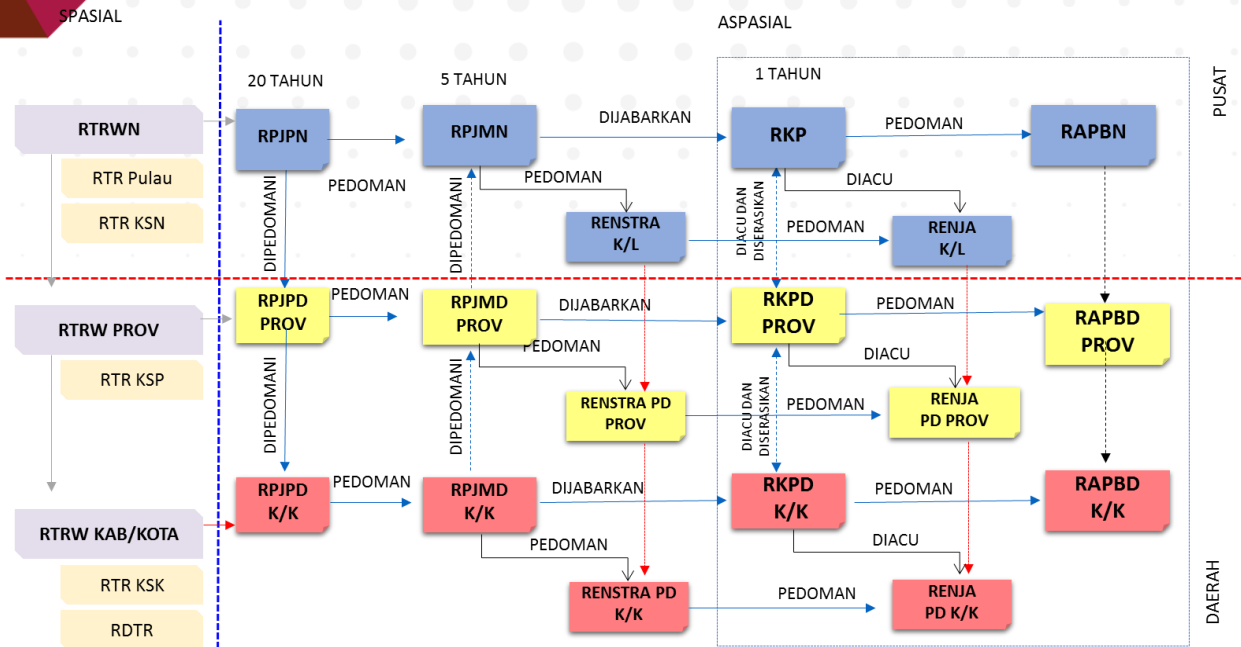 SPASIAL
ASPASIAL
20 TAHUN
5 TAHUN
1 TAHUN
PUSAT
RTRWN
RPJPN
RPJMN
DIJABARKAN
RKP
PEDOMAN
RAPBN
RTR Pulau
PEDOMAN
PEDOMAN
DIACU
RTR KSN
DIPEDOMANI
DIPEDOMANI
RENSTRA
K/L
PEDOMAN
DIACU DAN
DISERASIKAN
RENJA
K/L
RTRW PROV
RPJPD
PROV
PEDOMAN
RPJMD
PROV
DIJABARKAN
RKPD
PROV
PEDOMAN
RAPBD
PROV
PEDOMAN
DIACU
RTR KSP
DIPEDOMANI
DIPEDOMANI
RENSTRA PD
PROV
PEDOMAN
DIACU DAN
DISERASIKAN
RENJA
PD PROV
RTRW KAB/KOTA
RPJPD
K/K
PEDOMAN
RPJMD
K/K
DIJABARKAN
RKPD
K/K
PEDOMAN
RAPBD
K/K
PEDOMAN
DIACU
RTR KSK
RENSTRA PD
K/K
PEDOMAN
RENJA
PD K/K
RDTR
DAERAH